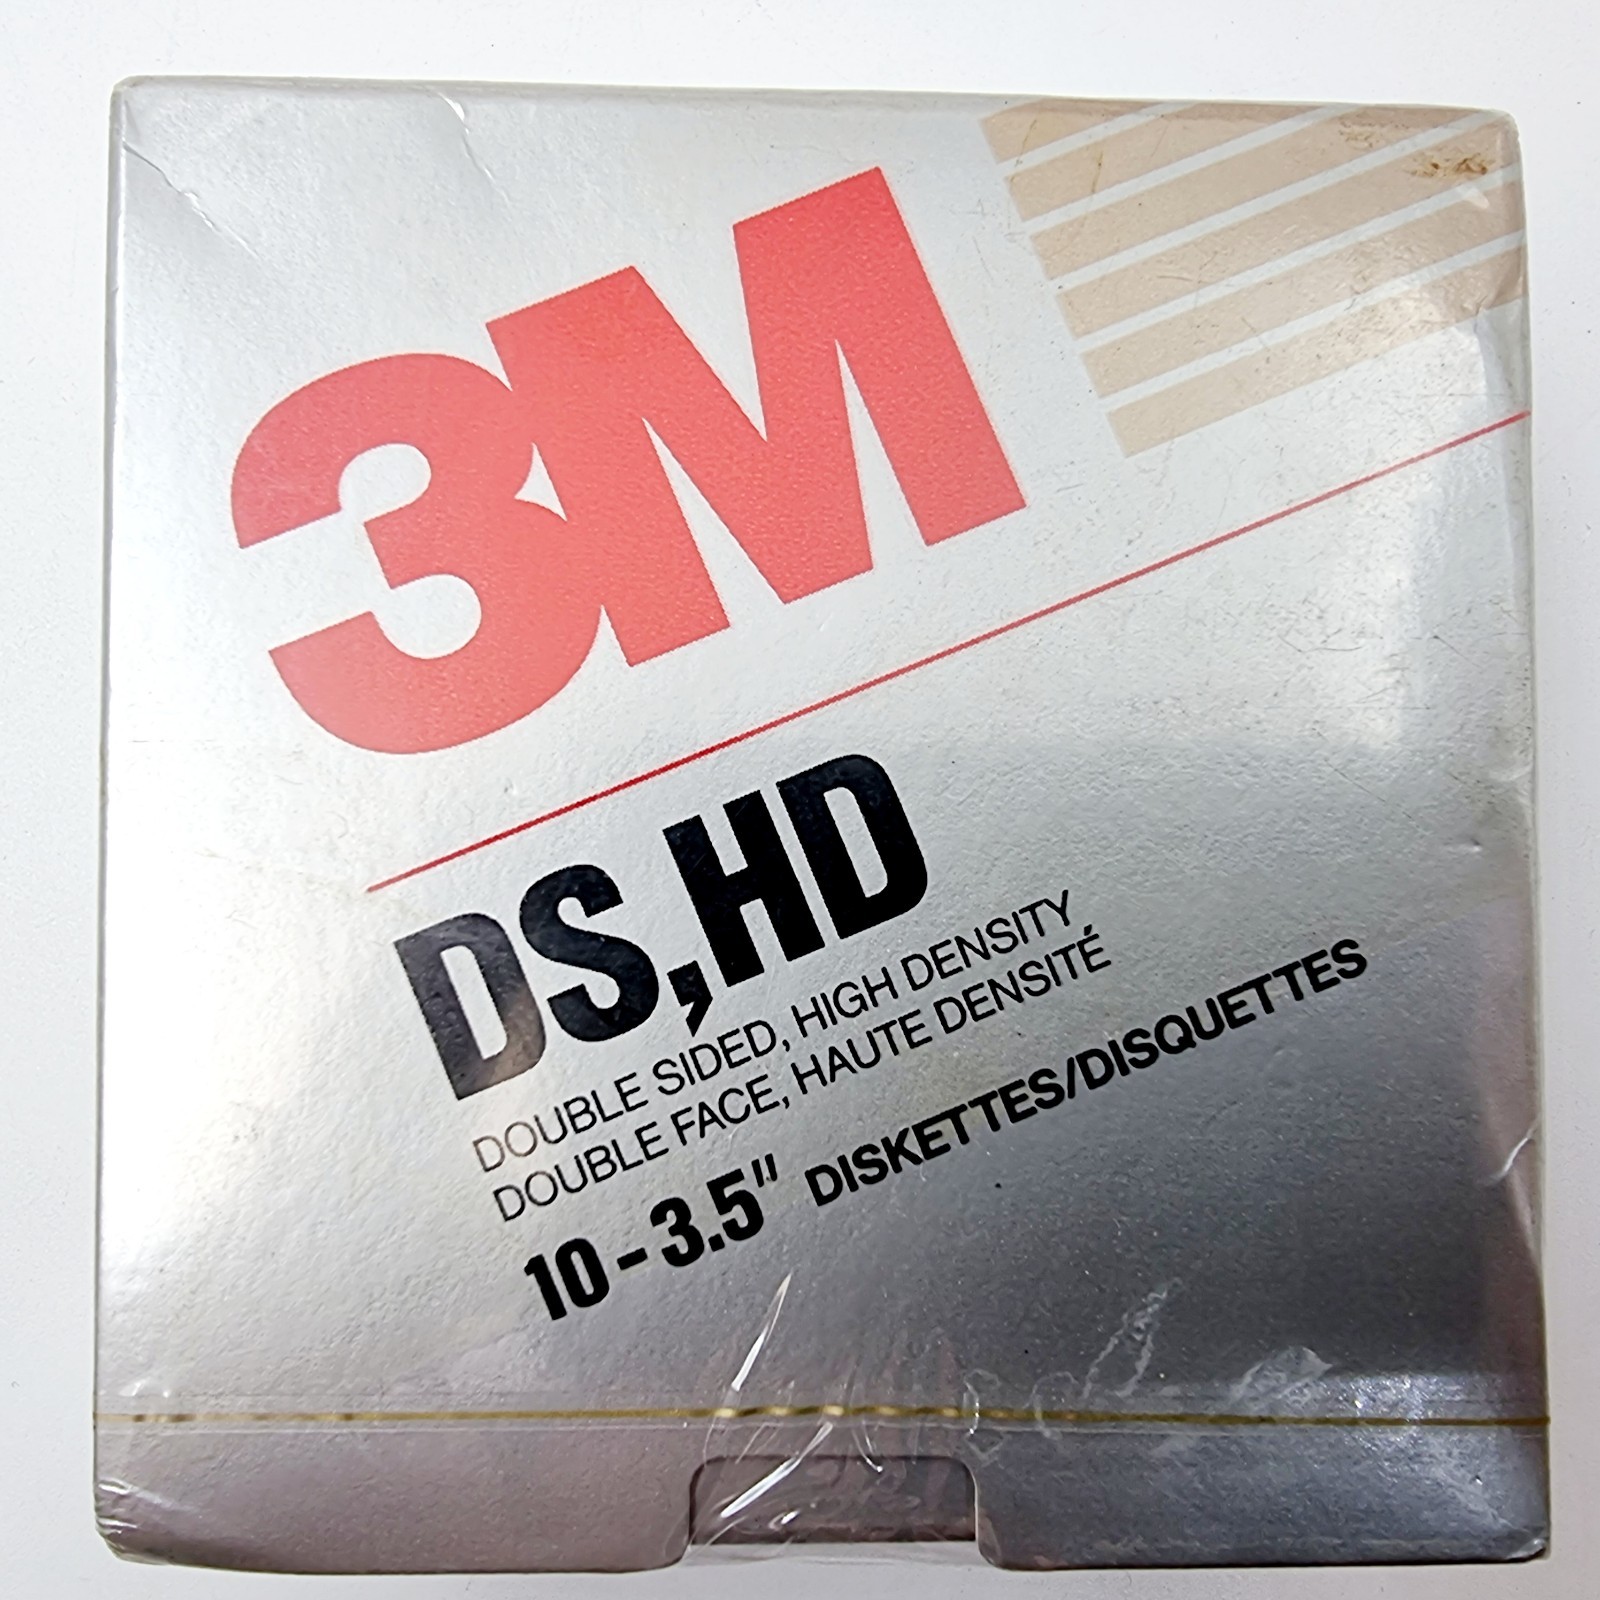 3M
DS,HD
DOUBLE SIDED, HIGH DENSITY
DOUBLE FACE, HAUTE DENSITÉ
10-3.5" DISKETTES/DISQUETTES